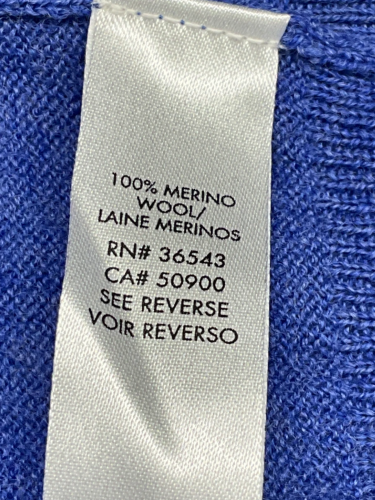 100% MERINO
WOOL/
LAINE MERINOS
RN# 36543
CA# 50900
SEE REVERSE
VOIR REVERSO